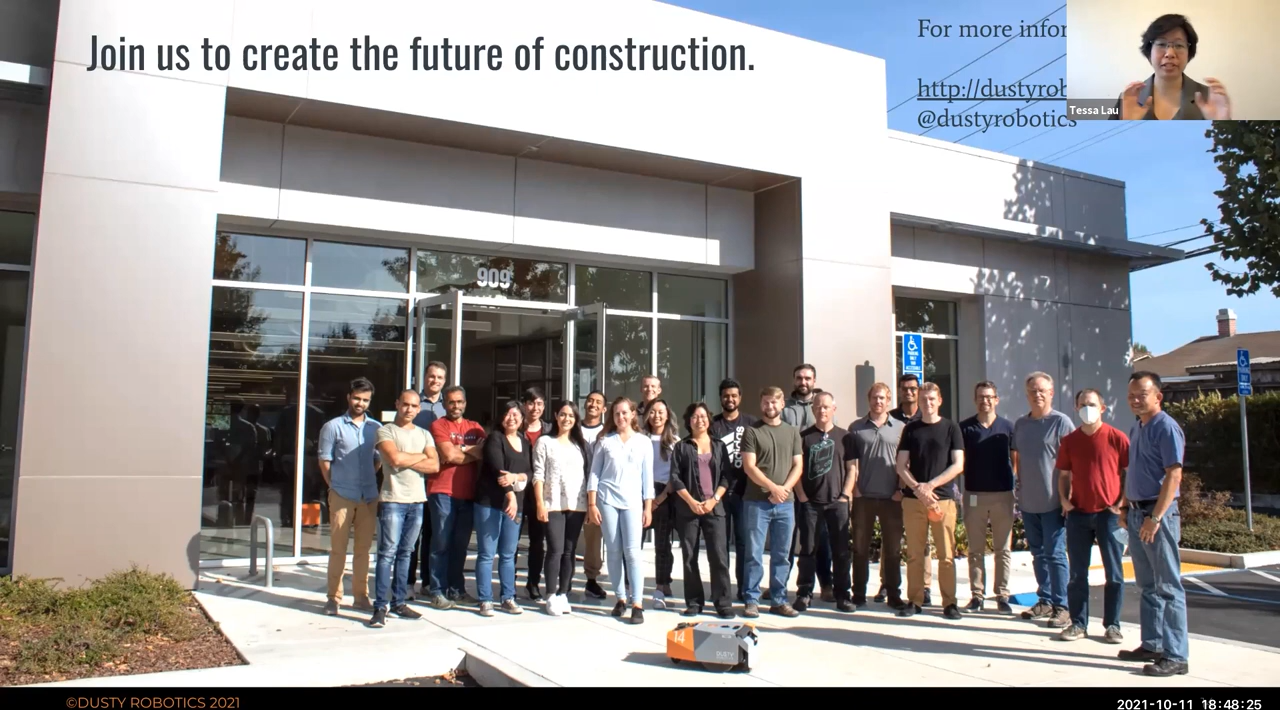 Join us to create the future of construction.
For more
http://dustyrob
@dustyrobotics
Tessa Lau
909
adidas
14
DUSTY
©DUSTY ROBOTICS 2021
2021-10-11 18:48:25